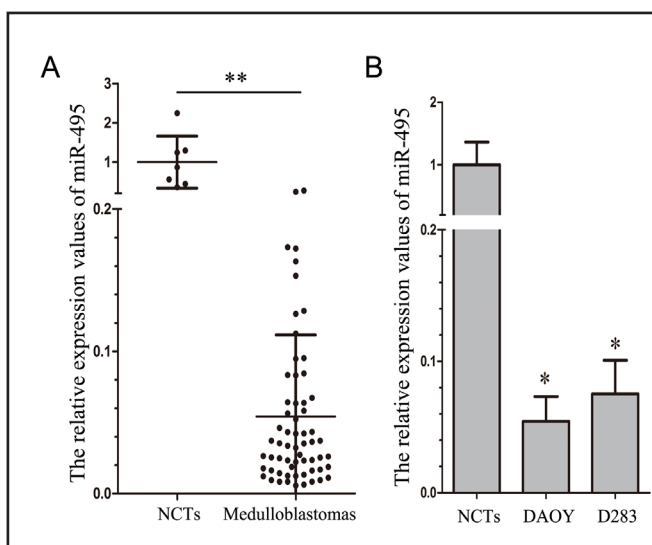 A
The relative expression values of miR-495
3
2
1
0.2
0.1
0.0
**
NCTs
Medulloblastomas
B
The relative expression values of miR-495
2
1
0.2
0.1
0.0
*
*
NCTs
DAOY
D283